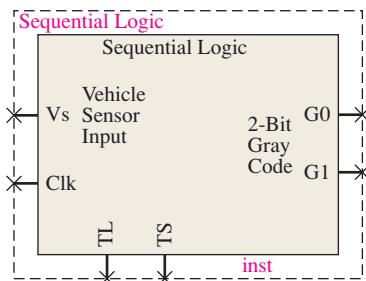 Sequential Logic
Sequential Logic
Vs
Vehicle
Sensor
Input
Clk
2-Bit
Gray
Code
G0
G1
TL
TS
inst